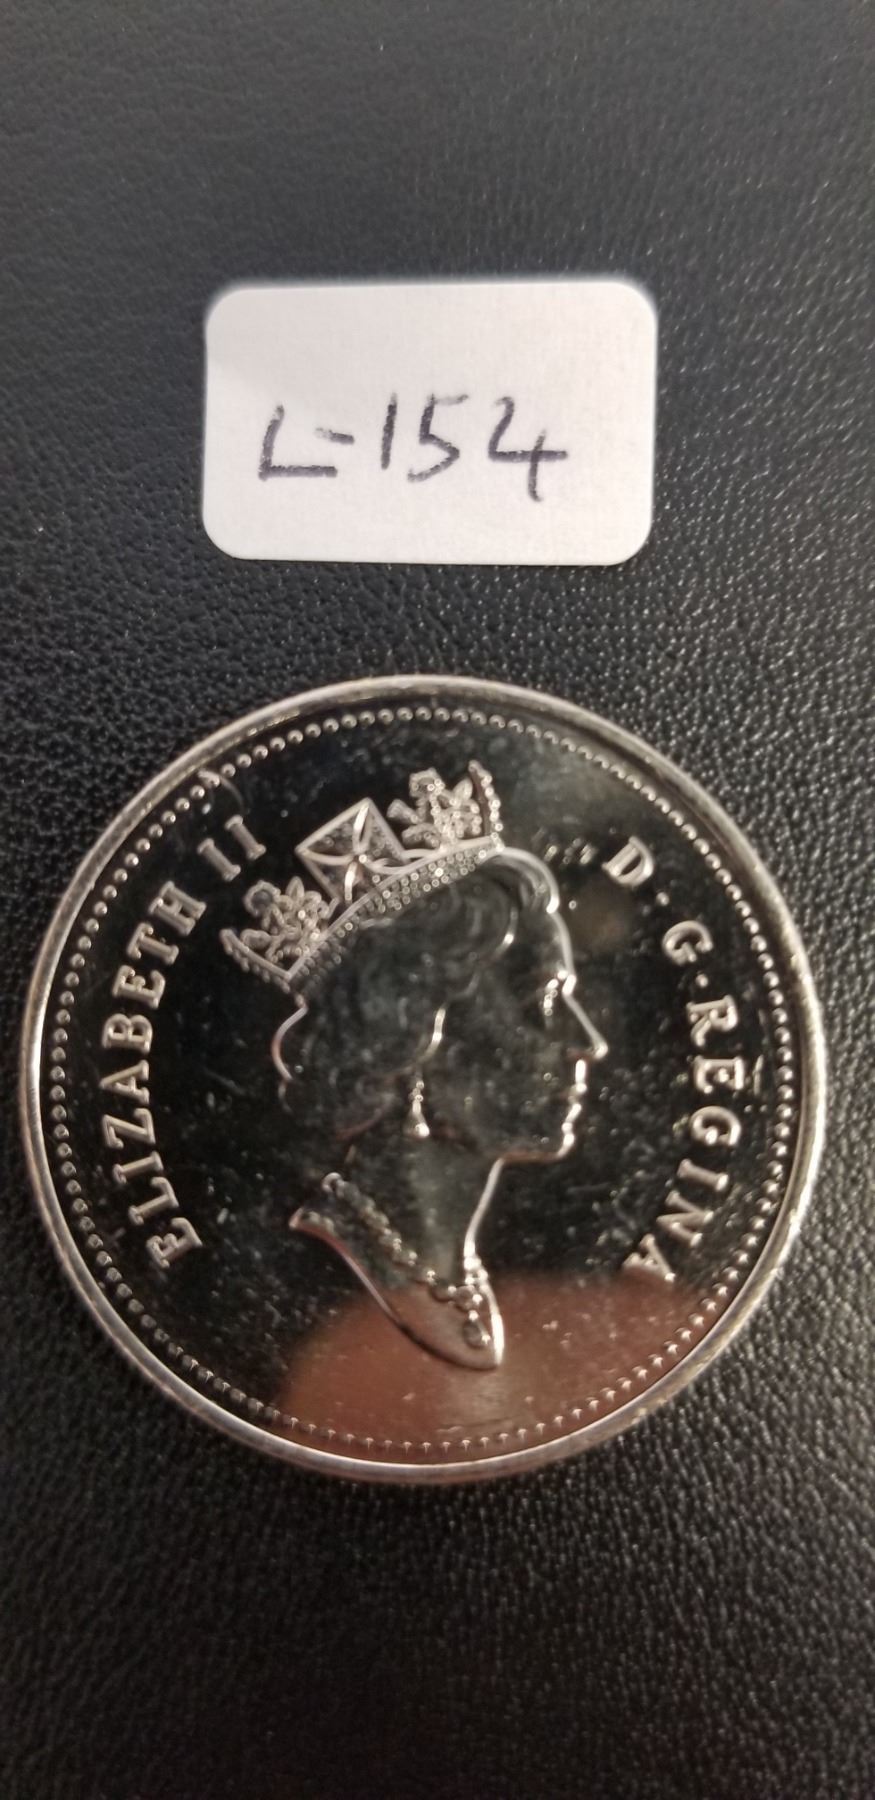 L-154
ELIZABETH II
D·G·REGINA